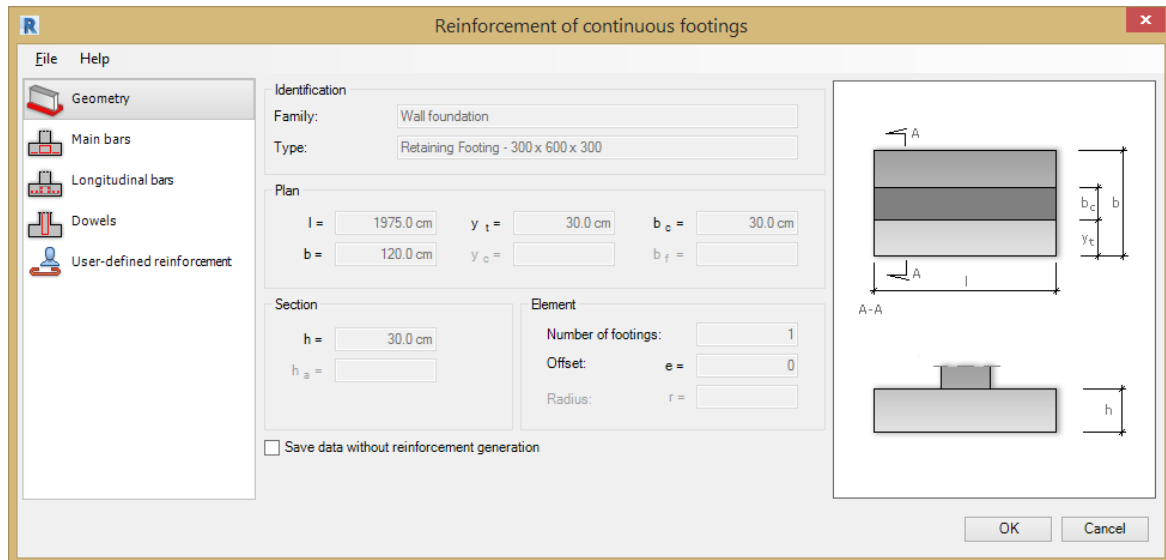 R
Reinforcement of continuous footings
x
File Help
Geometry
Main bars
Longitudinal bars
Dowels
User-defined reinforcement
Identification
Family: Wall foundation
Type: Retaining Footing - 300 x 600 x 300
Plan
l = 1975.0 cm y t = 30.0 cm b c = 30.0 cm
b = 120.0 cm y c = b f =
Section
h = 30.0 cm
h a =
Element
Number of footings: 1
Offset: e = 0
Radius: r =
Save data without reinforcement generation
A
bc b
yt
A
l
A-A
h
OK Cancel